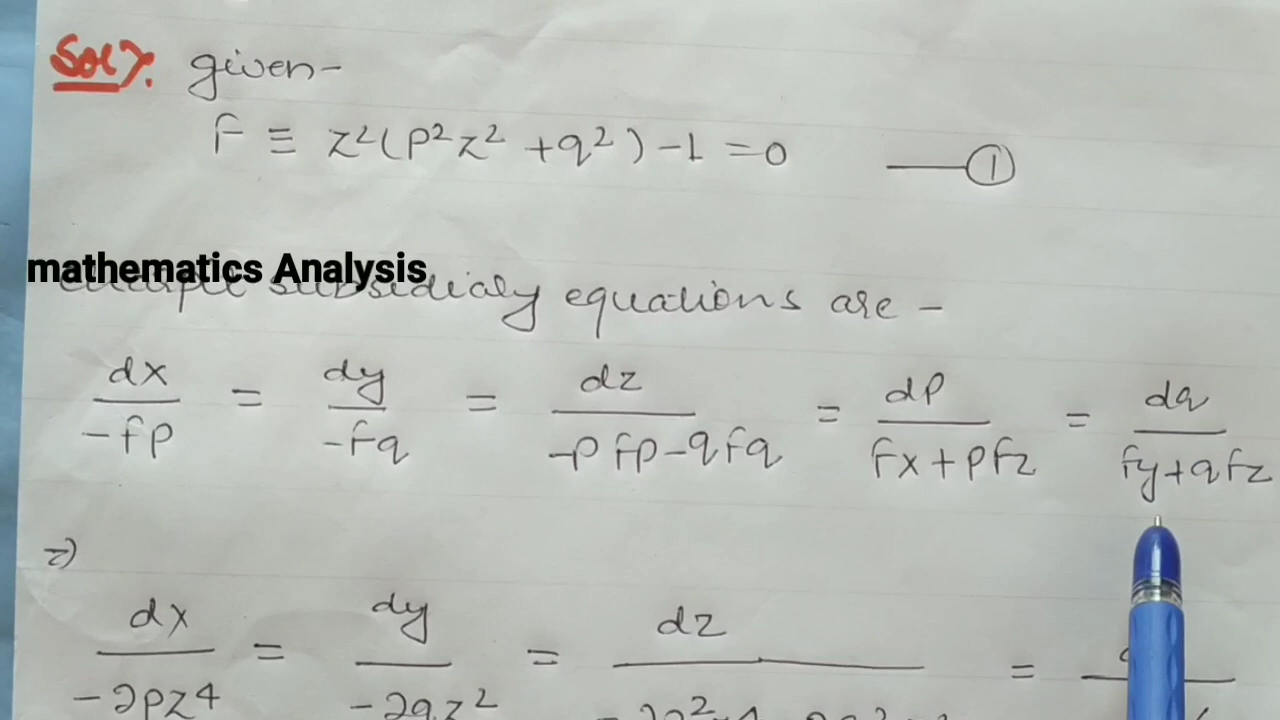 Soln. given-
F ≡ z²(p²z² + q²) - 1 = 0 ——①
mathematics Analysis
subsidiary equations are -
dx/-fp = dy/-fq = dz/-pfp-qfq = dp/fx+pfz = dq/fy+qfz
⇒)
dx/-2pz⁴ = dy/-2qz² = dz =